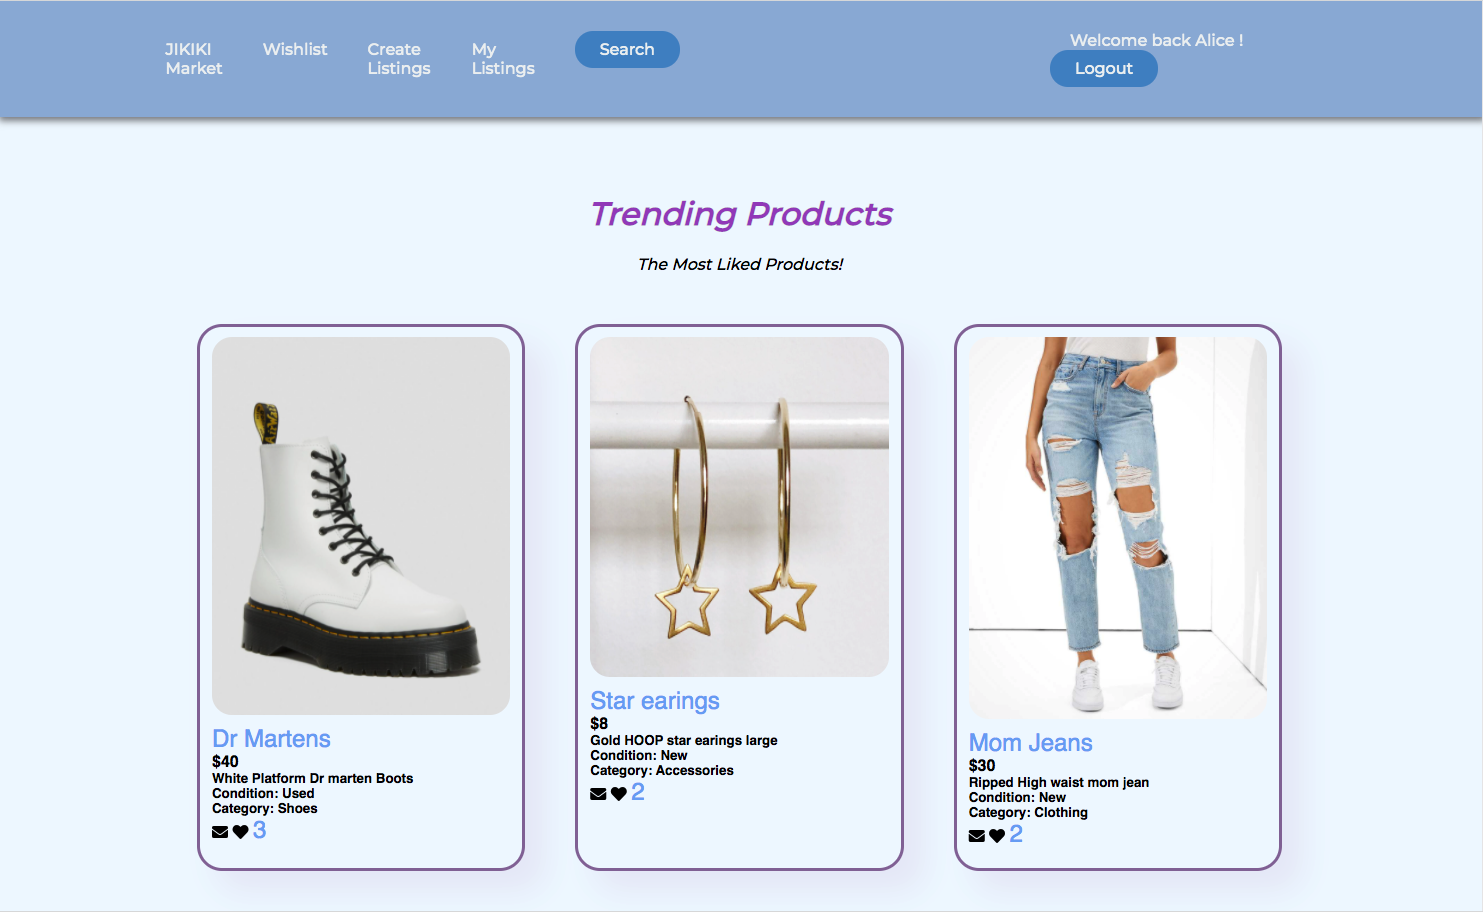 JIKIKI
Market
Wishlist
Create
Listings
My
Listings
Search
Welcome back Alice !
Logout
Trending Products
The Most Liked Products!
Dr Martens
$40
White Platform Dr marten Boots
Condition: Used
Category: Shoes
3
Star earings
$8
Gold HOOP star earings large
Condition: New
Category: Accessories
2
Mom Jeans
$30
Ripped High waist mom jean
Condition: New
Category: Clothing
2